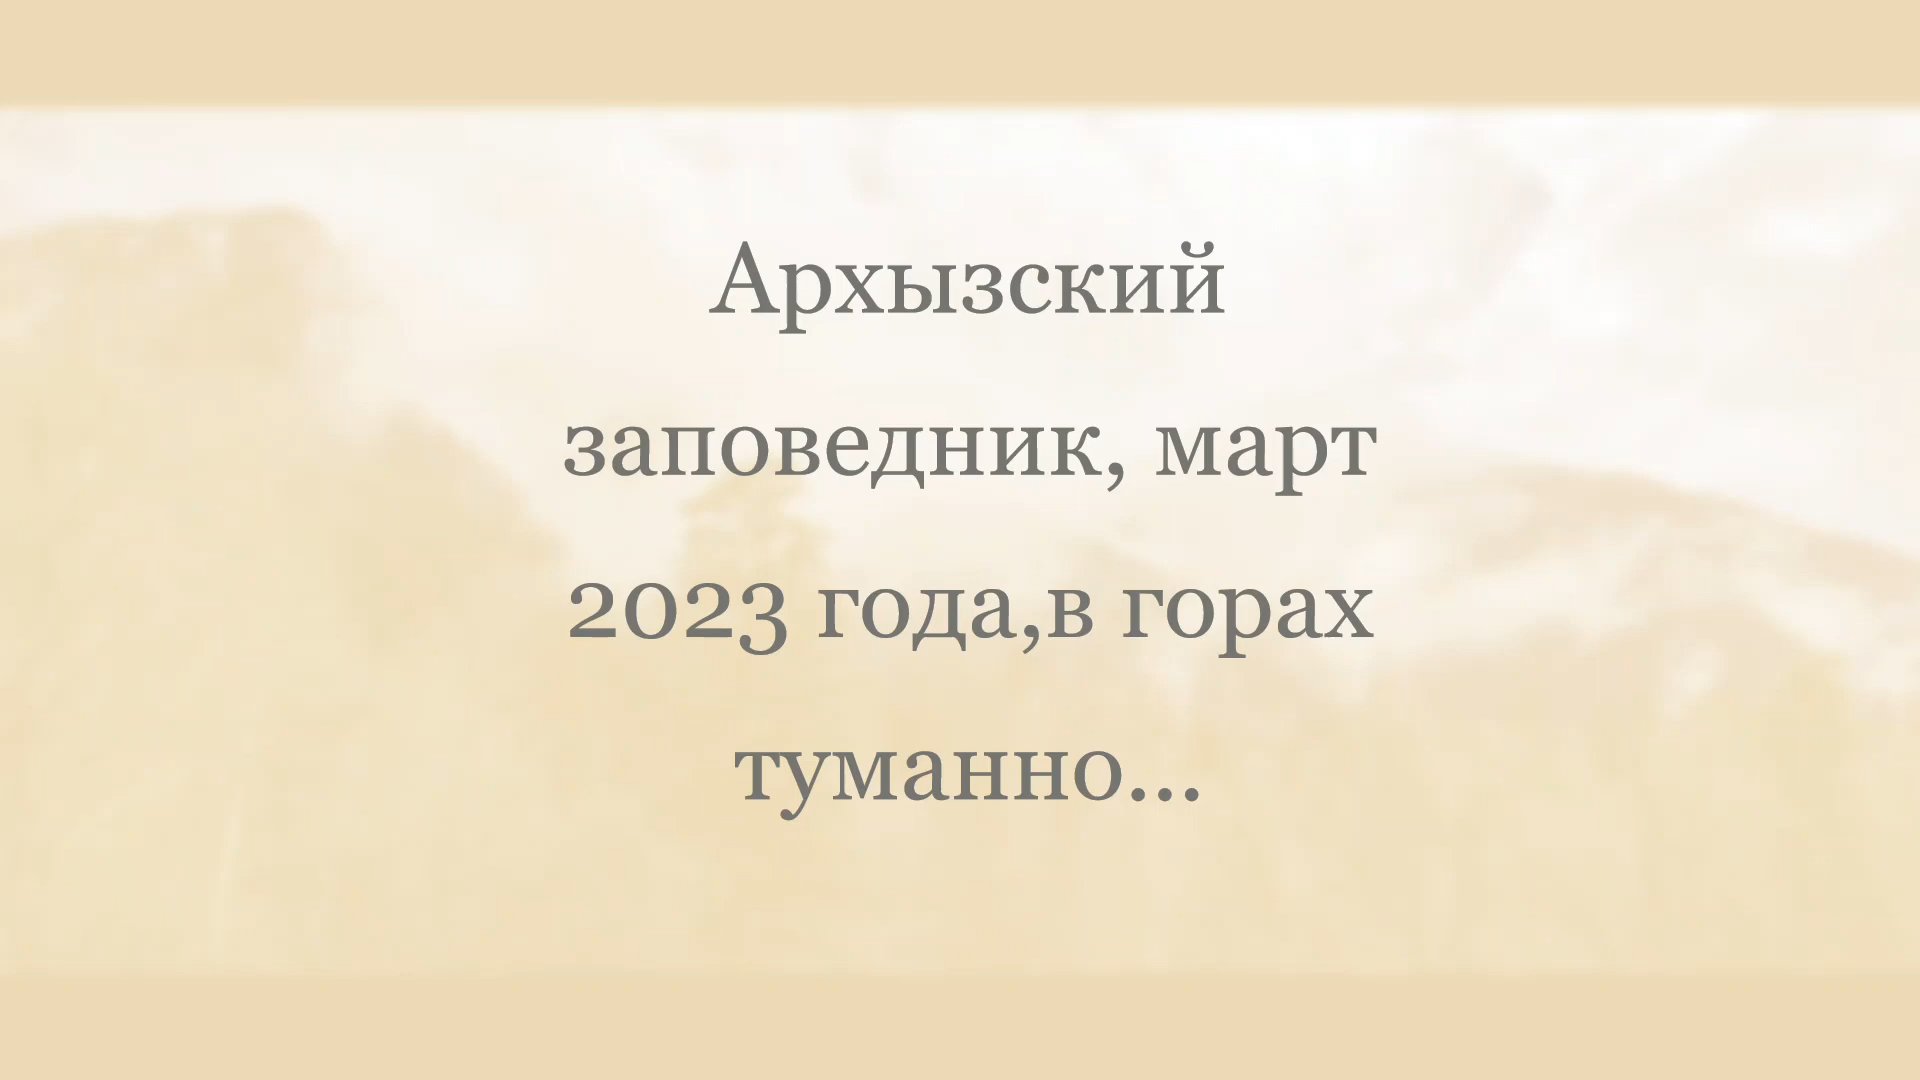 Архызский
заповедник, март
2023 года,в горах
туманно...